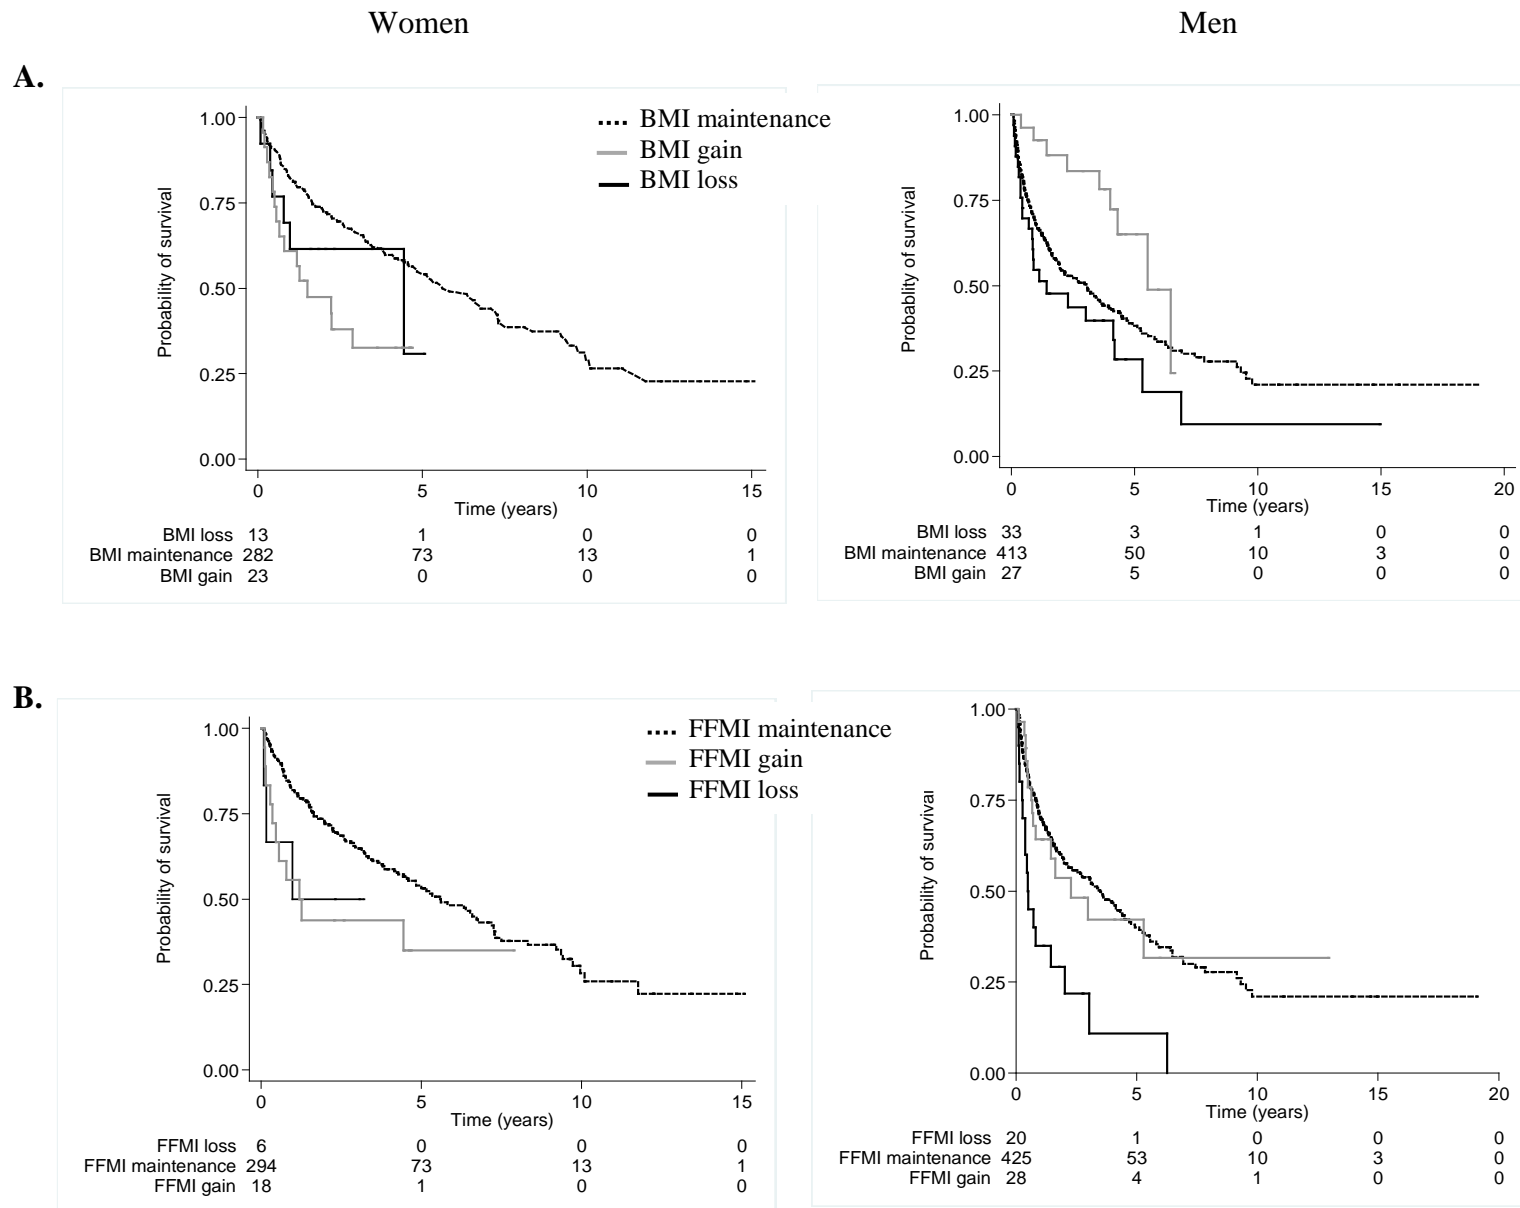 Women
Men
A.
BMI maintenance
BMI gain
BMI loss
Probability of survival
1.00
0.75
0.50
0.25
0.00
0 5 10 15
Time (years)
BMI loss 13 1 0 0
BMI maintenance 282 73 13 1
BMI gain 23 0 0 0
Probablity of survival
1.00
0.75
0.50
0.25
0.00
0 5 10 15 20
Time (years)
BMI loss 33 3 1 0 0
BMI maintenance 413 50 10 3 0
BMI gain 27 5 0 0 0
B.
FFMI maintenance
FFMI gain
FFMI loss
Probability of survival
1.00
0.75
0.50
0.25
0.00
0 5 10 15
Time (years)
FFMI loss 6 0 0 0
FFMI maintenance 294 73 13 1
FFMI gain 18 1 0 0
Probability of survival
1.00
0.75
0.50
0.25
0.00
0 5 10 15 20
Time (years)
FFMI loss 20 1 0 0 0
FFMI maintenance 425 53 10 3 0
FFMI gain 28 4 1 0 0